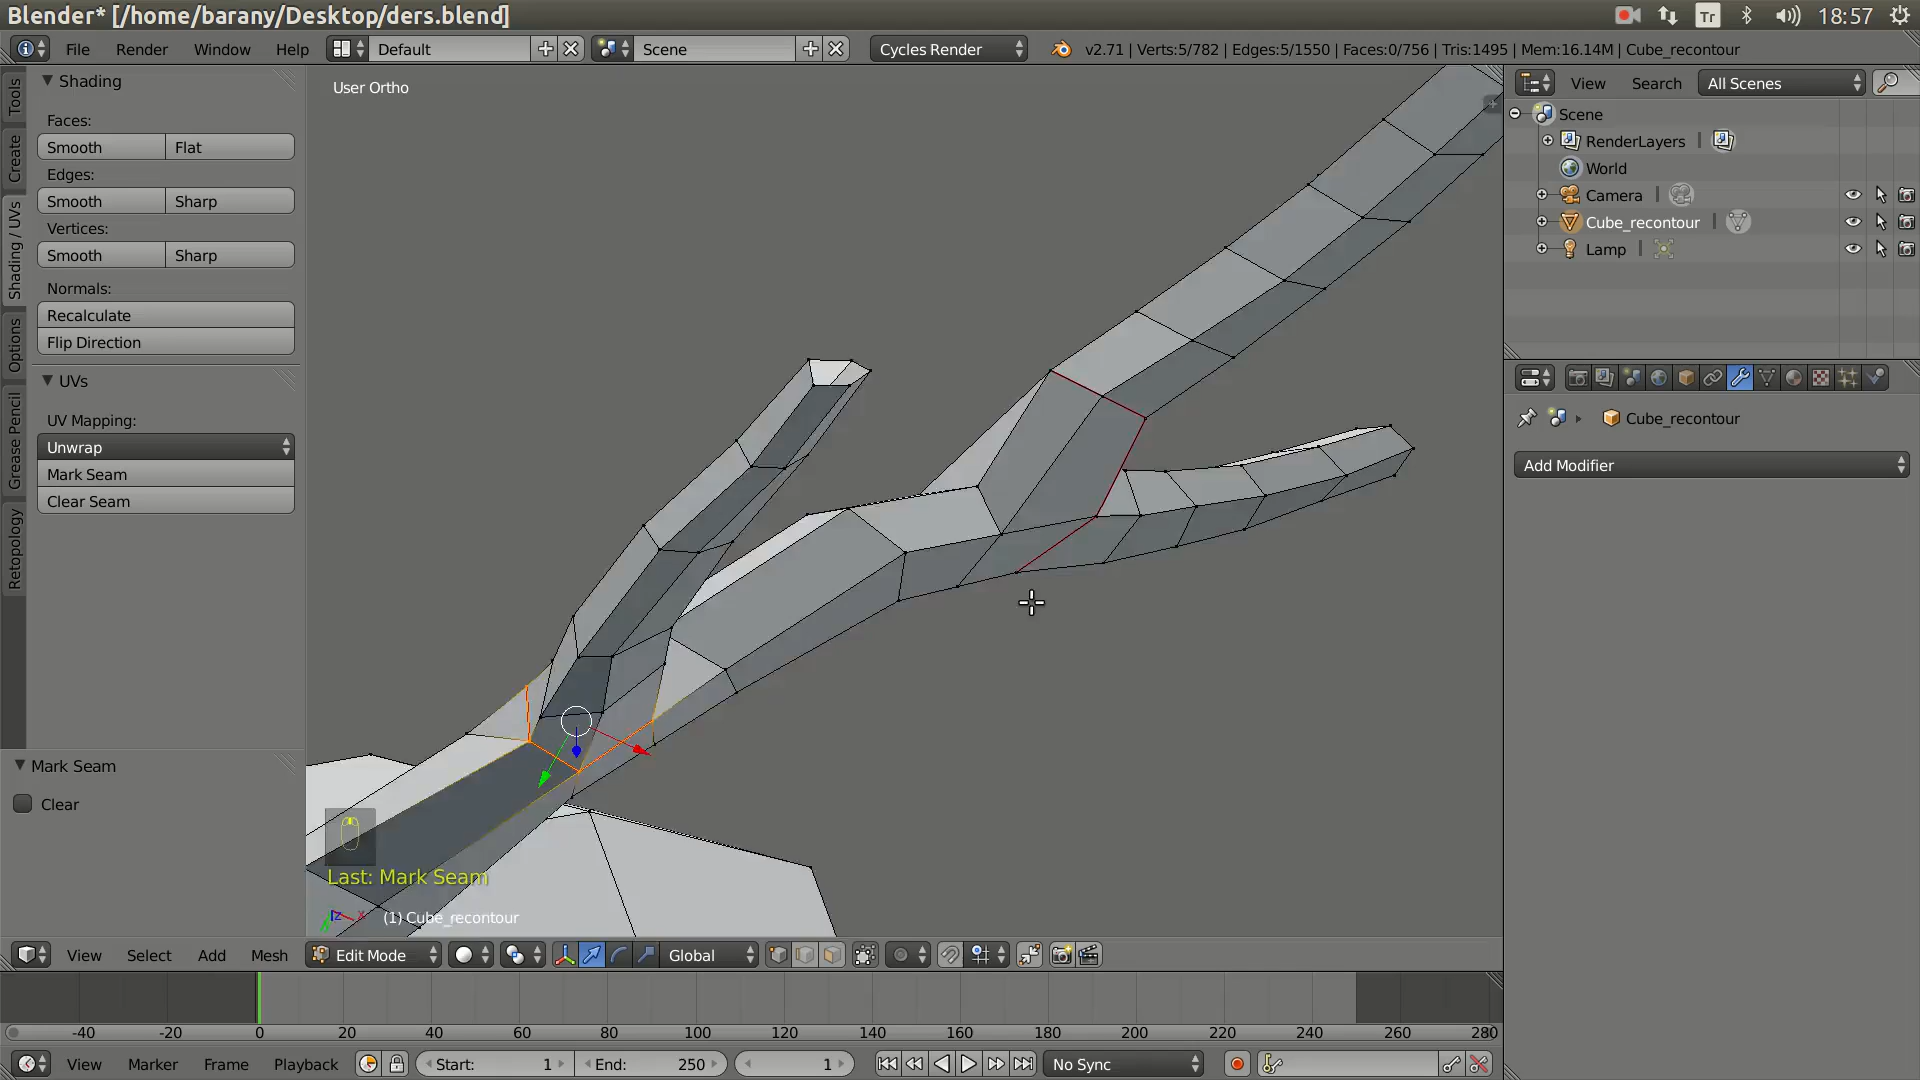 Blender* [/home/barany/Desktop/ders.blend]
Tr
18:57
File
Render
Window
Help
Default
Scene
Cycles Render
v2.71 | Verts:5/782 | Edges:5/1550 | Faces:0/756 | Tris:1495 | Mem:16.14M | Cube_recontour
Tools
Create
Shading / UVs
Options
Grease Pencil
Retopology
Shading
Faces:
Smooth
Flat
Edges:
Smooth
Sharp
Vertices:
Smooth
Sharp
Normals:
Recalculate
Flip Direction
UVs
UV Mapping:
Unwrap
Mark Seam
Clear Seam
Mark Seam
Clear
User Ortho
Last: Mark Seam
z
x
y
(1) Cube_recontour
View
Search
All Scenes
Scene
RenderLayers
World
Camera
Cube_recontour
Lamp
Cube_recontour
Add Modifier
View
Select
Add
Mesh
Edit Mode
Global
-40
-20
0
20
40
60
80
100
120
140
160
180
200
220
240
260
280
View
Marker
Frame
Playback
Start:
1
End:
250
1
No Sync